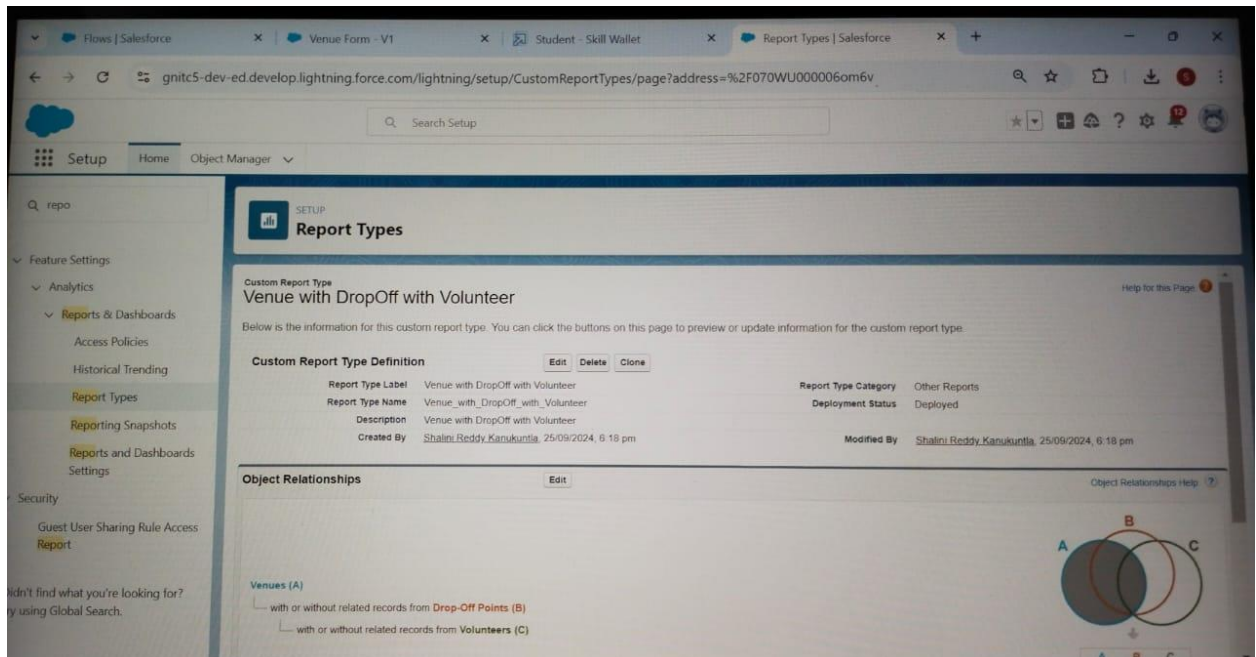 Flows | Salesforce
Venue Form - V1
Student - Skill Wallet
Report Types | Salesforce
gnitc5-dev-ed.develop.lightning.force.com/lightning/setup/CustomReportTypes/page?address=%2F070WU000006om6v
S
Search Setup
12
Setup
Home
Object Manager
repo
Feature Settings
Analytics
Reports & Dashboards
Access Policies
Historical Trending
Report Types
Reporting Snapshots
Reports and Dashboards
Settings
Security
Guest User Sharing Rule Access
Report
Didn't find what you're looking for?
Try using Global Search.
SETUP
Report Types
Custom Report Type
Venue with DropOff with Volunteer
Help for this Page
Below is the information for this custom report type. You can click the buttons on this page to preview or update information for the custom report type.
Custom Report Type Definition Edit Delete Clone
Report Type Label Venue with DropOff with Volunteer Report Type Category Other Reports
Report Type Name Venue_with_DropOff_with_Volunteer Deployment Status Deployed
Description Venue with DropOff with Volunteer
Created By Shalini Reddy Kanukuntla, 25/09/2024, 6:18 pm Modified By Shalini Reddy Kanukuntla, 25/09/2024, 6:18 pm
Object Relationships Edit Object Relationships Help ?
B
A C
Venues (A)
with or without related records from Drop-Off Points (B)
with or without related records from Volunteers (C)
A B C